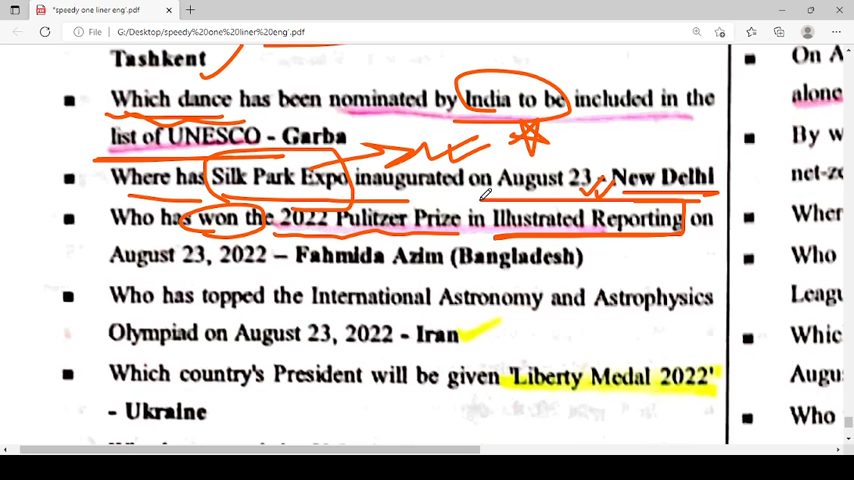 "speedy one liner eng'.pdf
File
G:/Desktop/speedy%20one%20liner%20eng'.pdf
Tashkent
Which dance has been nominated by India to be included in the
list of UNESCO - Garba
Where has Silk Park Expo inaugurated on August 23 - New Delhi
Who has won the 2022 Pulitzer Prize in Illustrated Reporting on
August 23, 2022 – Fahmida Azim (Bangladesh)
Who has topped the International Astronomy and Astrophysics
Olympiad on August 23, 2022 - Iran
Which country's President will be given 'Liberty Medal 2022'
- Ukraine
On A
alone
By w
net-ze
Wher
Who
Leagu
Whic
Augu
Who